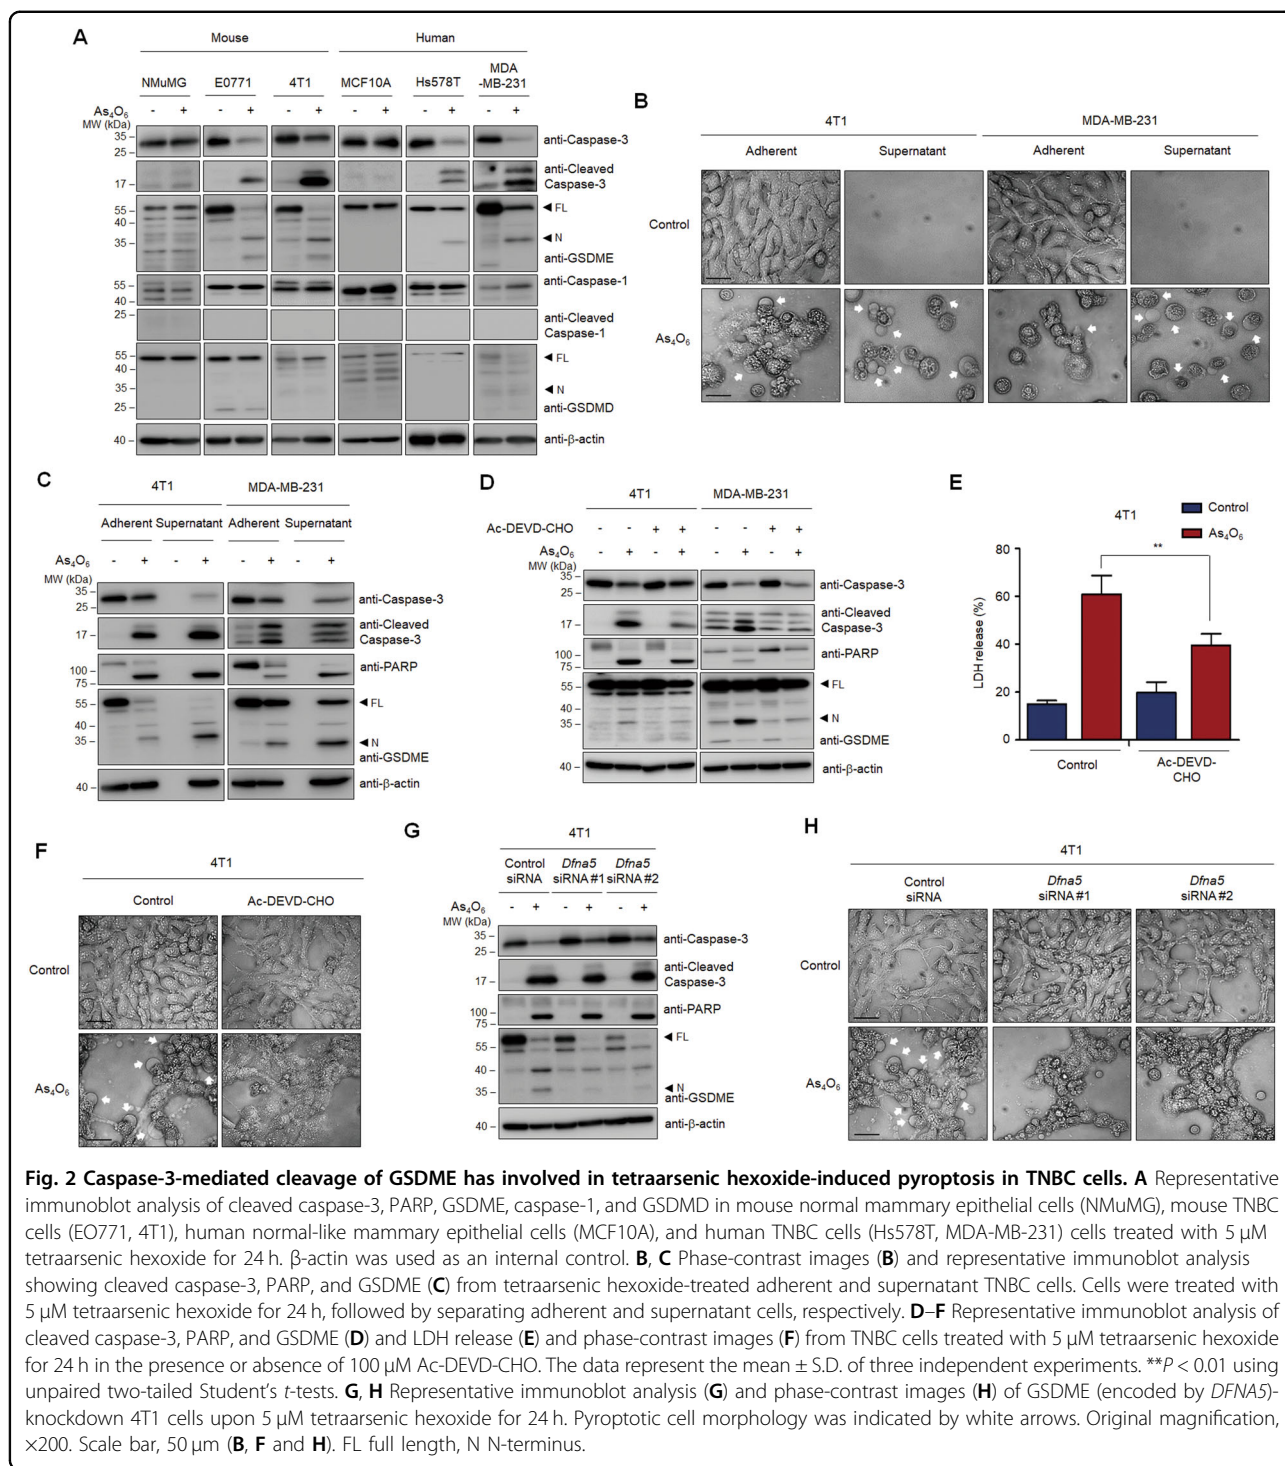 A
Mouse Human
NMuMG E0771 4T1 MCF10A Hs578T MDA
-MB-231
As4O6 - + - + - + - + - + - +
MW (kDa)
35
25
anti-Caspase-3
17
anti-Cleaved
Caspase-3
55
40
35
25
◄ FL
◄ N
anti-GSDME
55
40
anti-Caspase-1
25
anti-Cleaved
Caspase-1
55
40
35
25
◄ FL
◄ N
anti-GSDMD
40
anti-β-actin
B
4T1 MDA-MB-231
Adherent Supernatant Adherent Supernatant
Control
As4O6
C
4T1 MDA-MB-231
Adherent Supernatant Adherent Supernatant
As4O6 - + - + - + - +
MW (kDa)
35
25
anti-Caspase-3
17
anti-Cleaved
Caspase-3
100
75
anti-PARP
55
40
35
◄ FL
◄ N
anti-GSDME
40
anti-β-actin
D
4T1 MDA-MB-231
Ac-DEVD-CHO - - + + - - + +
As4O6 - + - + - + - +
MW (kDa)
35
25
anti-Caspase-3
17
anti-Cleaved
Caspase-3
100
75
anti-PARP
55
40
35
25
◄ FL
◄ N
anti-GSDME
40
anti-β-actin
E
4T1
Control
As4O6
**
LDH release (%)
80
60
40
20
0
Control
Ac-DEVD-
CHO
F
4T1
Control Ac-DEVD-CHO
Control
As4O6
G
4T1
Control
siRNA
Dfna5
siRNA#1
Dfna5
siRNA#2
As4O6 - + - + - +
MW (kDa)
35
25
anti-Caspase-3
17
anti-Cleaved
Caspase-3
100
75
anti-PARP
55
40
35
◄ FL
◄ N
anti-GSDME
40
anti-β-actin
H
4T1
Control
siRNA
Dfna5
siRNA#1
Dfna5
siRNA#2
Control
As4O6
Fig. 2 Caspase-3-mediated cleavage of GSDME has involved in tetraarsenic hexoxide-induced pyroptosis in TNBC cells. A Representative
immunoblot analysis of cleaved caspase-3, PARP, GSDME, caspase-1, and GSDMD in mouse normal mammary epithelial cells (NMuMG), mouse TNBC
cells (EO771, 4T1), human normal-like mammary epithelial cells (MCF10A), and human TNBC cells (Hs578T, MDA-MB-231) cells treated with 5 μM
tetraarsenic hexoxide for 24 h. β-actin was used as an internal control. B, C Phase-contrast images (B) and representative immunoblot analysis
showing cleaved caspase-3, PARP, and GSDME (C) from tetraarsenic hexoxide-treated adherent and supernatant TNBC cells. Cells were treated with
5 μM tetraarsenic hexoxide for 24 h, followed by separating adherent and supernatant cells, respectively. D–F Representative immunoblot analysis of
cleaved caspase-3, PARP, and GSDME (D) and LDH release (E) and phase-contrast images (F) from TNBC cells treated with 5 μM tetraarsenic hexoxide
for 24 h in the presence or absence of 100 μM Ac-DEVD-CHO. The data represent the mean ± S.D. of three independent experiments. **P < 0.01 using
unpaired two-tailed Student's t-tests. G, H Representative immunoblot analysis (G) and phase-contrast images (H) of GSDME (encoded by DFNA5)-
knockdown 4T1 cells upon 5 μM tetraarsenic hexoxide for 24 h. Pyroptotic cell morphology was indicated by white arrows. Original magnification,
×200. Scale bar, 50 μm (B, F and H). FL full length, N N-terminus.